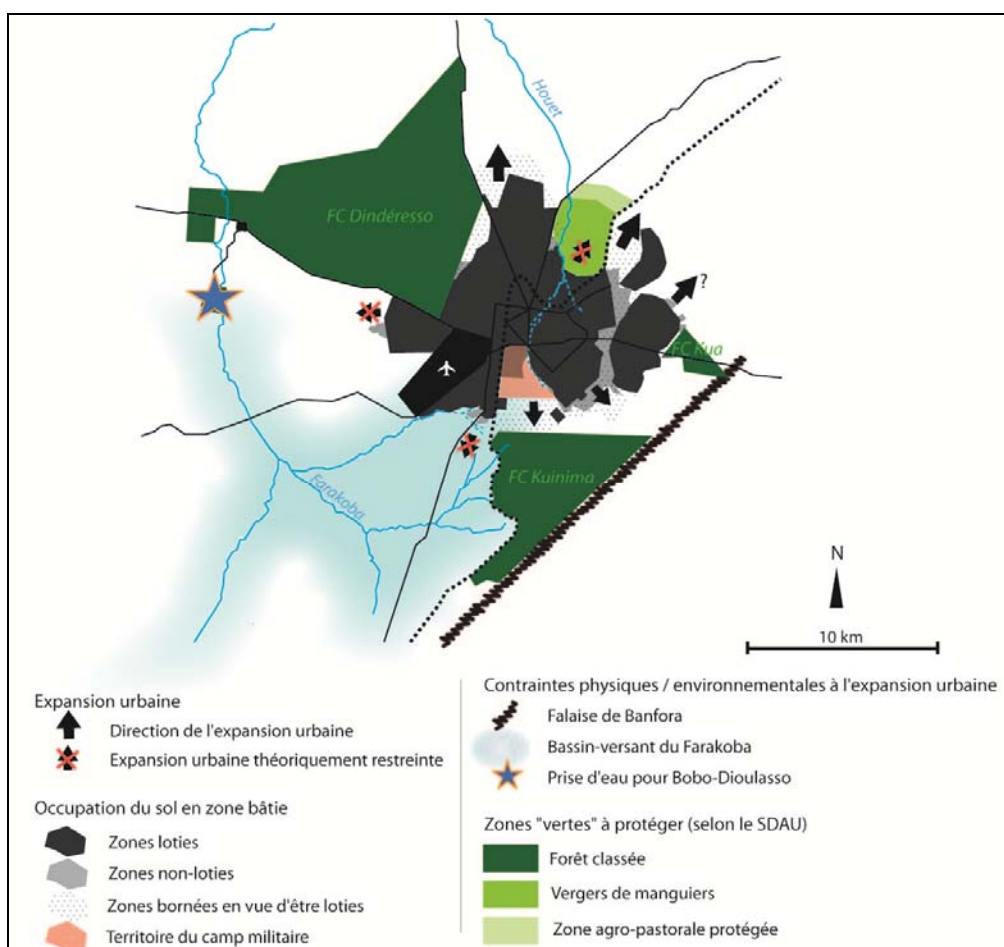 Houet
FC Dindéresso
?
FC Kua
FC Kuinima
Farakoba
N
10 km
Expansion urbaine
Direction de l'expansion urbaine
Expansion urbaine théoriquement restreinte
Occupation du sol en zone bâtie
Zones loties
Zones non-loties
Zones bornées en vue d'être loties
Territoire du camp militaire
Contraintes physiques / environnementales à l'expansion urbaine
Falaise de Banfora
Bassin-versant du Farakoba
Prise d'eau pour Bobo-Dioulasso
Zones "vertes" à protéger (selon le SDAU)
Forêt classée
Vergers de manguiers
Zone agro-pastorale protégée